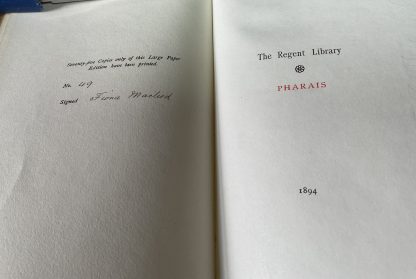 Seventy-five Copies only of this Large Paper
Edition have been printed.
No. 49
Signed Fiona Macleod
The Regent Library
PHARAIS
1894